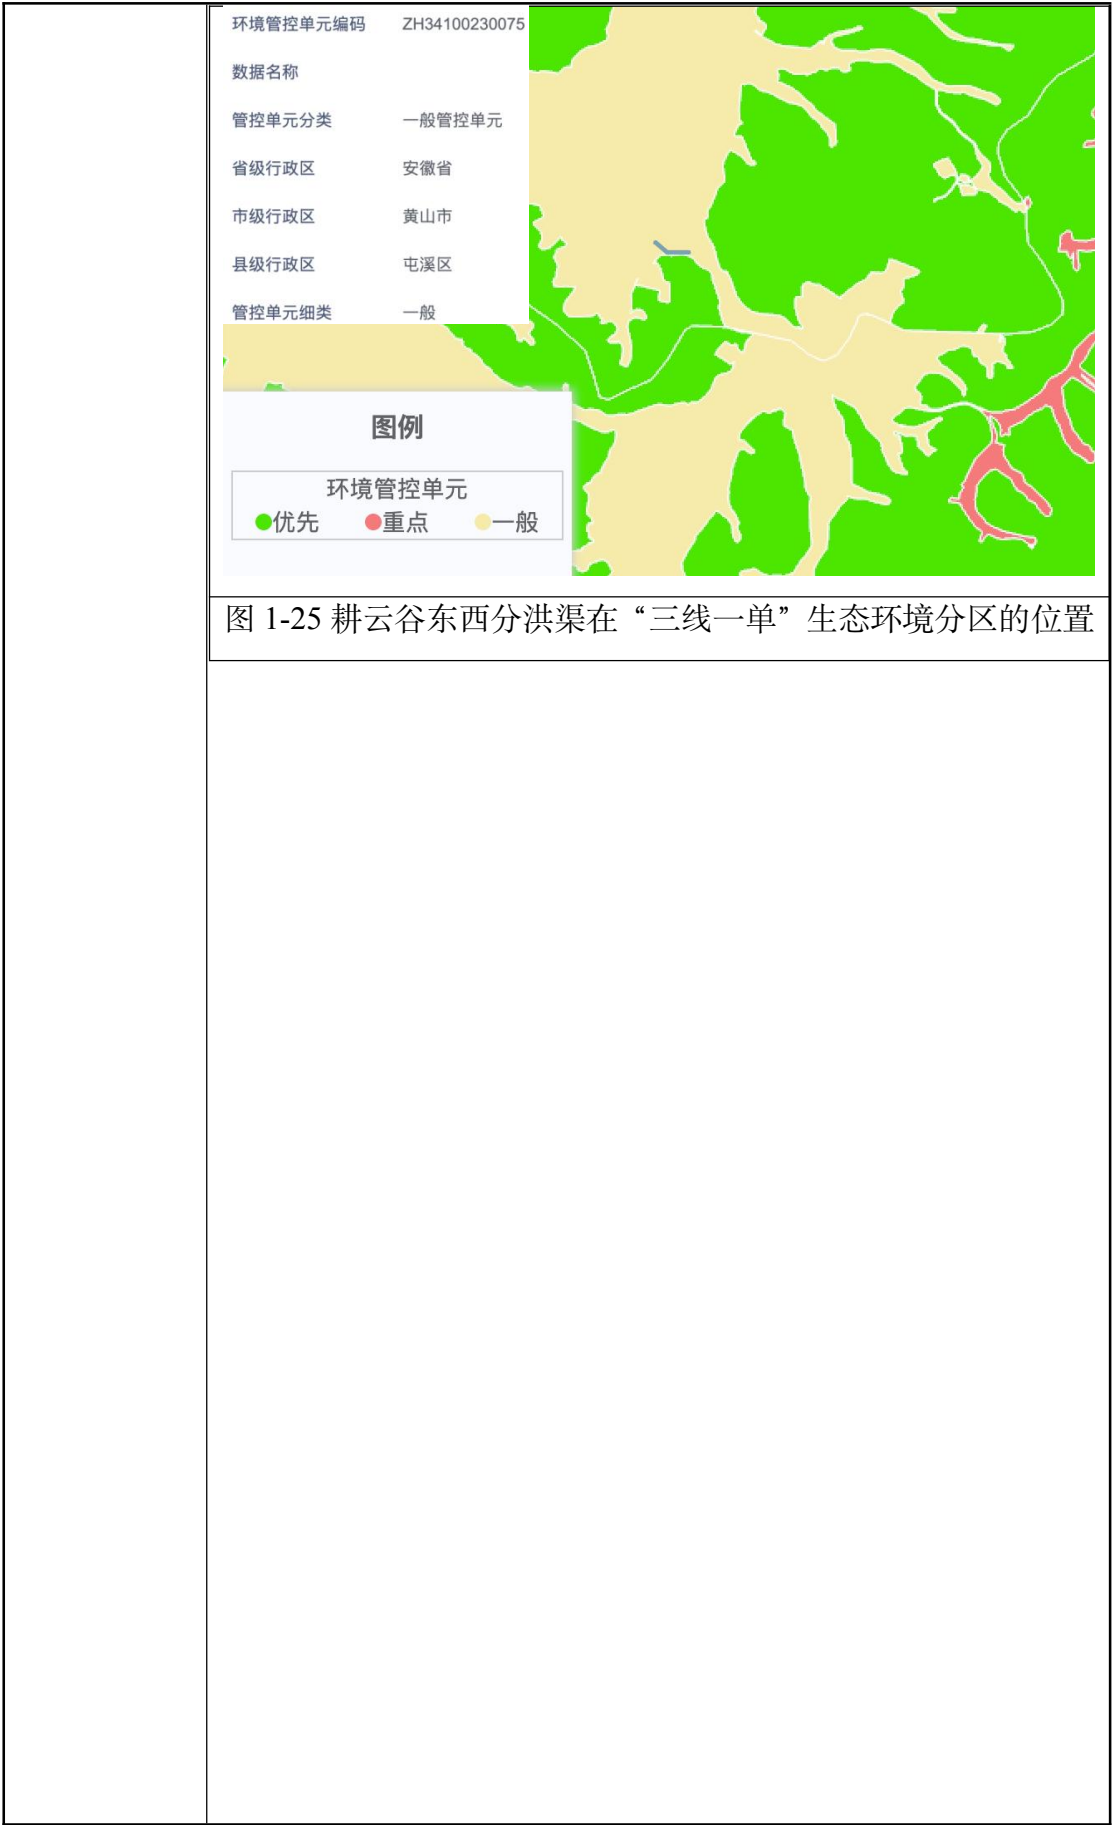 环境管控单元编码 ZH34100230075
数据名称
管控单元分类 一般管控单元
省级行政区 安徽省
市级行政区 黄山市
县级行政区 屯溪区
管控单元细类 一般
图例
环境管控单元
优先 重点 一般
图 1-25 耕云谷东西分洪渠在“三线一单”生态环境分区的位置